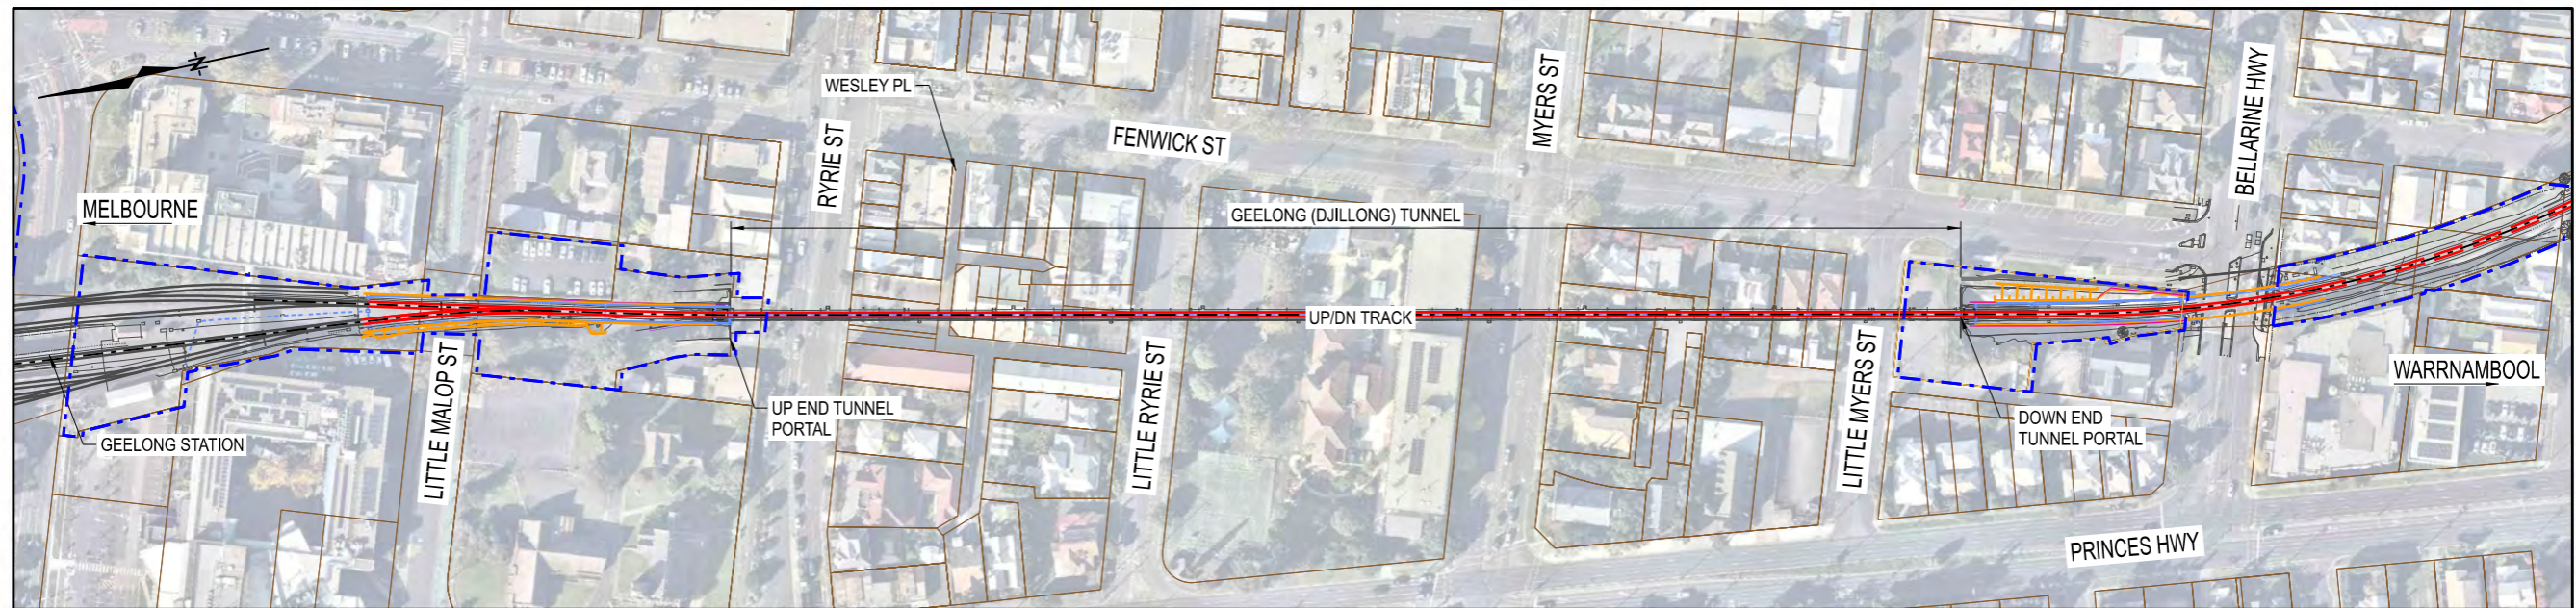 N
WESLEY PL
MYERS ST
BELLARINE HWY
RYRIE ST
FENWICK ST
MELBOURNE
GEELONG (DJILLONG) TUNNEL
UP/DN TRACK
WARRNAMBOOL
LITTLE MALOP ST
UP END TUNNEL
PORTAL
LITTLE RYRIE ST
LITTLE MYERS ST
DOWN END
TUNNEL PORTAL
GEELONG STATION
PRINCES HWY